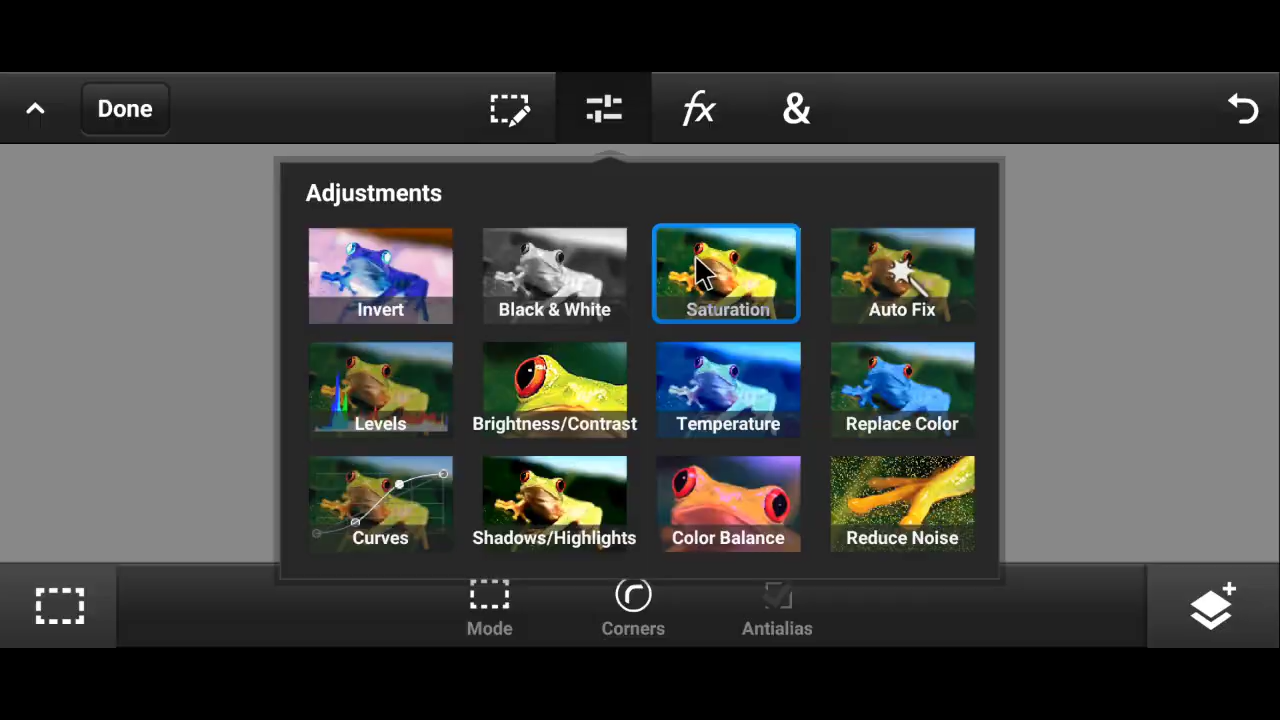 Done
fx
&
Adjustments
Invert
Black & White
Saturation
Auto Fix
Levels
Brightness/Contrast
Temperature
Replace Color
Curves
Shadows/Highlights
Color Balance
Reduce Noise
Mode
Corners
Antialias